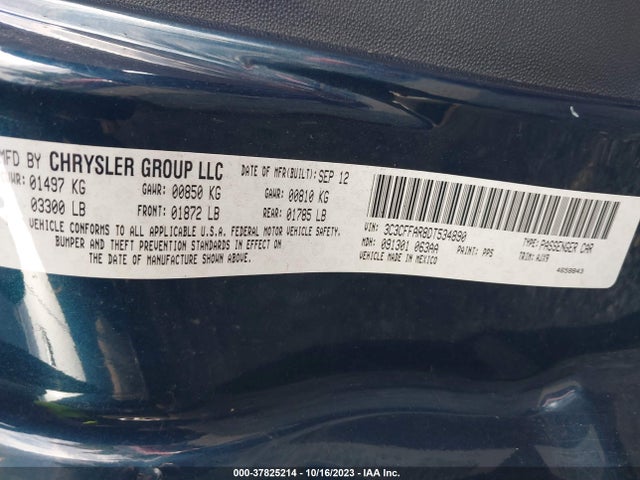 MFD BY CHRYSLER GROUP LLC DATE OF MFR(BUILT): SEP 12
01497 KG GAWR: 00850 KG GAWR: 00810 KG
03300 LB FRONT: 01872 LB REAR: 01785 LB
VEHICLE CONFORMS TO ALL APPLICABLE U.S.A. FEDERAL MOTOR VEHICLE SAFETY,
BUMPER AND THEFT PREVENTION STANDARDS IN EFFECT ON
THE DATE OF MANUFACTURE SHOWN ABOVE.
VIN: 3C3CFFAR8DT534890 TYPE: PASSENGER CAR
MDH: 091301 063AA PAINT: PPS TRIM: AJX9
VEHICLE MADE IN MEXICO 4658843
000-37825214 - 10/16/2023 - IAA Inc.